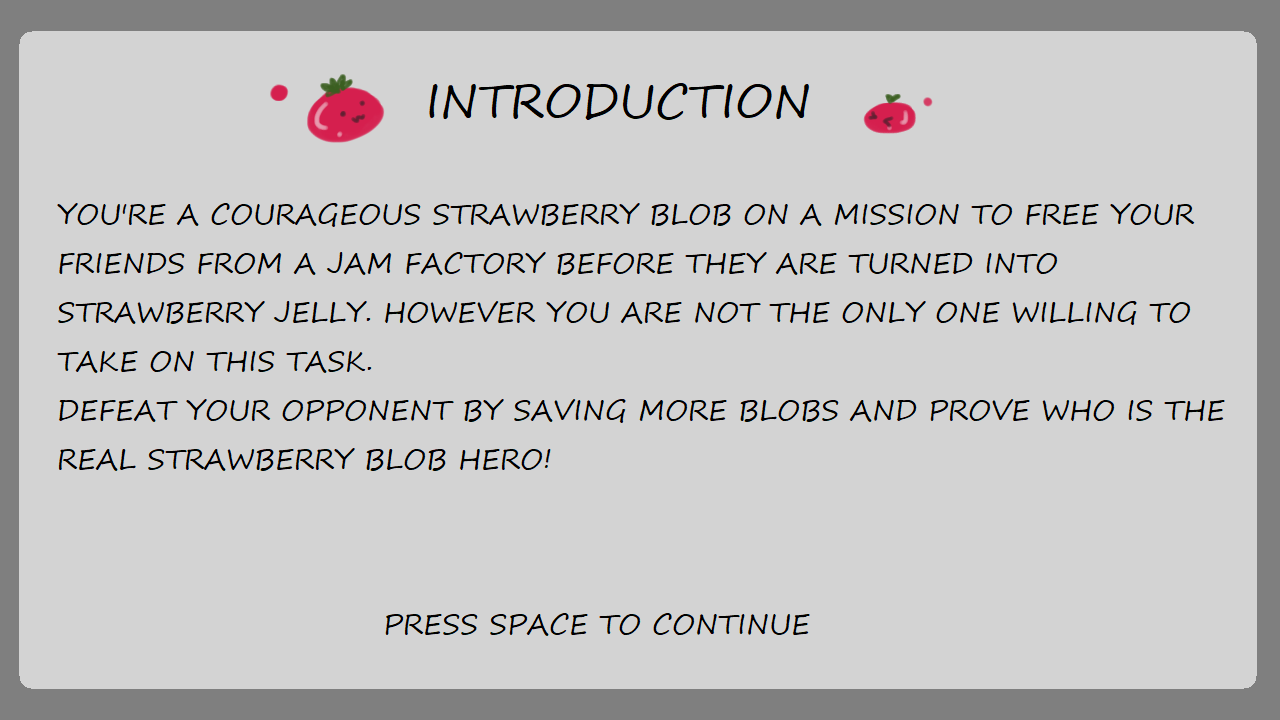 INTRODUCTION
YOU'RE A COURAGEOUS STRAWBERRY BLOB ON A MISSION TO FREE YOUR
FRIENDS FROM A JAM FACTORY BEFORE THEY ARE TURNED INTO
STRAWBERRY JELLY. HOWEVER YOU ARE NOT THE ONLY ONE WILLING TO
TAKE ON THIS TASK.
DEFEAT YOUR OPPONENT BY SAVING MORE BLOBS AND PROVE WHO IS THE
REAL STRAWBERRY BLOB HERO!
PRESS SPACE TO CONTINUE